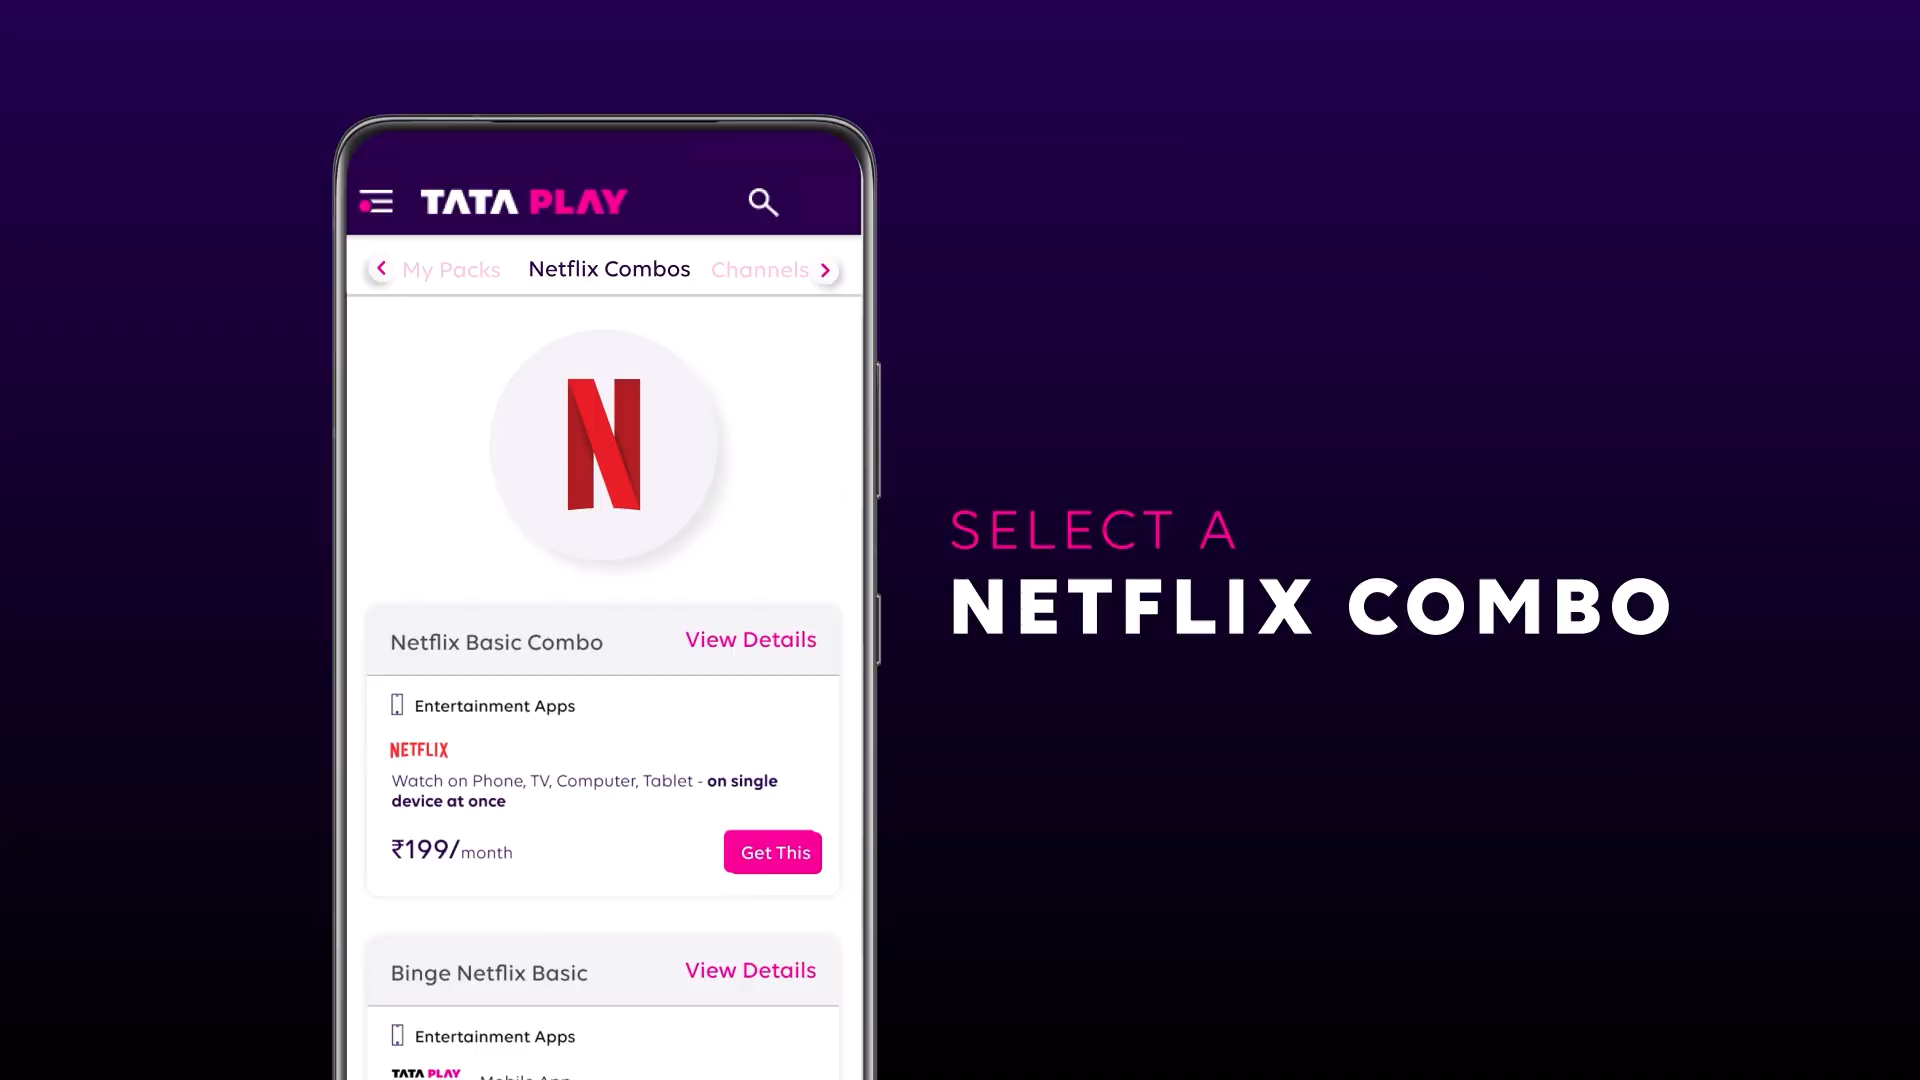 TATA PLAY
My Packs Netflix Combos Channels
N
Netflix Basic Combo View Details
Entertainment Apps
NETFLIX
Watch on Phone, TV, Computer, Tablet - on single
device at once
₹199/month Get This
Binge Netflix Basic View Details
Entertainment Apps
TATA PLAY Mobile App
SELECT A
NETFLIX COMBO